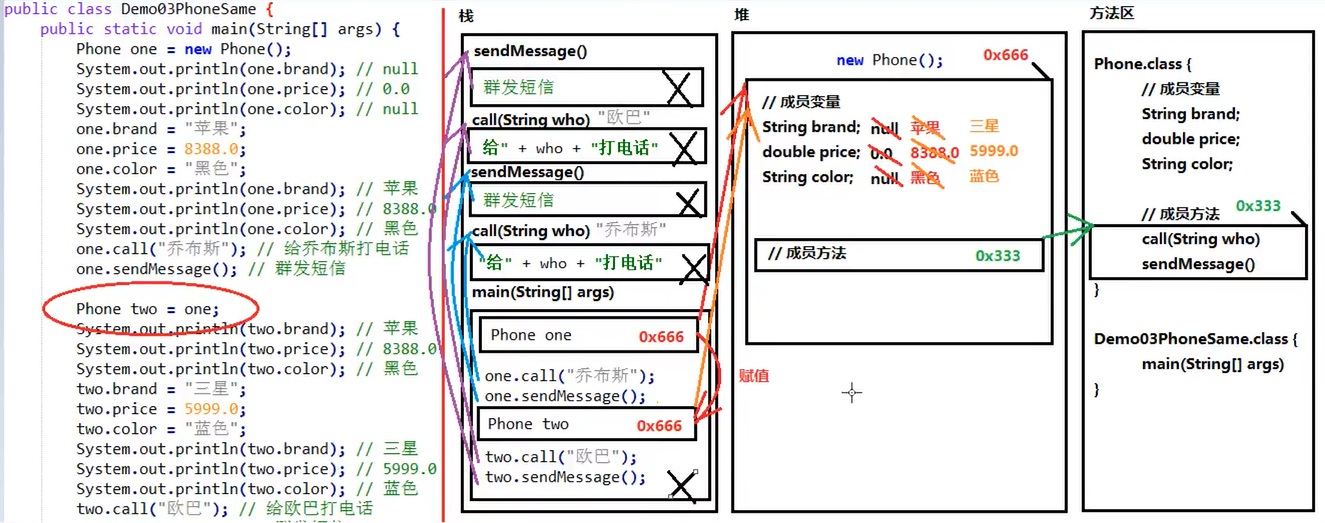 public class Demo03PhoneSame {
public static void main(String[] args) {
Phone one = new Phone();
System.out.println(one.brand); // null
System.out.println(one.price); // 0.0
System.out.println(one.color); // null
one.brand = "苹果";
one.price = 8388.0;
one.color = "黑色";
System.out.println(one.brand); // 苹果
System.out.println(one.price); // 8388.0
System.out.println(one.color); // 黑色
one.call("乔布斯"); // 给乔布斯打电话
one.sendMessage(); // 群发短信
Phone two = one;
System.out.println(two.brand); // 苹果
System.out.println(two.price); // 8388.0
System.out.println(two.color); // 黑色
two.brand = "三星";
two.price = 5999.0;
two.color = "蓝色";
System.out.println(two.brand); // 三星
System.out.println(two.price); // 5999.0
System.out.println(two.color); // 蓝色
two.call("欧巴"); // 给欧巴打电话
栈
sendMessage()
群发短信
call(String who) "欧巴"
给" + who + "打电话"
sendMessage()
群发短信
call(String who) "乔布斯"
"给" + who + "打电话"
main(String[] args)
Phone one 0x666
one.call("乔布斯");
one.sendMessage();
Phone two 0x666
two.call("欧巴");
two.sendMessage();
赋值
堆
new Phone(); 0x666
// 成员变量
String brand; null 苹果 三星
double price; 0.0 8388.0 5999.0
String color; null 黑色 蓝色
// 成员方法 0x333
方法区
Phone.class {
// 成员变量
String brand;
double price;
String color;
// 成员方法 0x333
call(String who)
sendMessage()
}
Demo03PhoneSame.class {
main(String[] args)
}